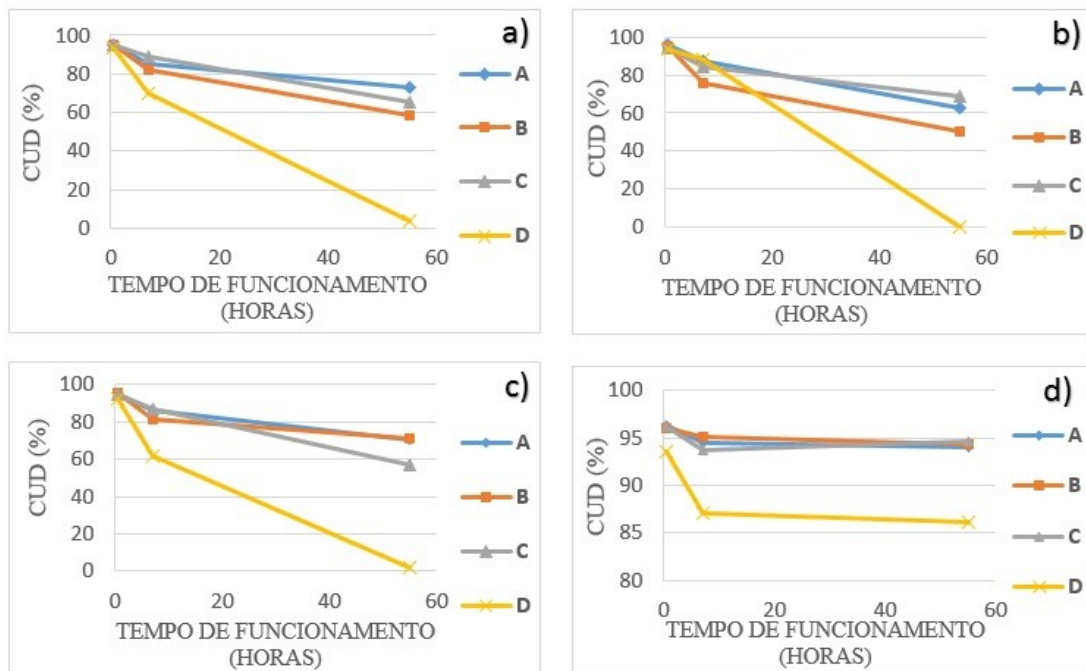 a)
CUD (%)
100
80
60
40
20
0
0 20 40 60
TEMPO DE FUNCIONAMENTO
(HORAS)
A
B
C
D
b)
CUD (%)
100
80
60
40
20
0
0 20 40 60
TEMPO DE FUNCIONAMENTO
(HORAS)
A
B
C
D
c)
CUD (%)
100
80
60
40
20
0
0 20 40 60
TEMPO DE FUNCIONAMENTO
(HORAS)
A
B
C
D
d)
CUD (%)
100
95
90
85
80
0 20 40 60
TEMPO DE FUNCIONAMENTO
(HORAS)
A
B
C
D